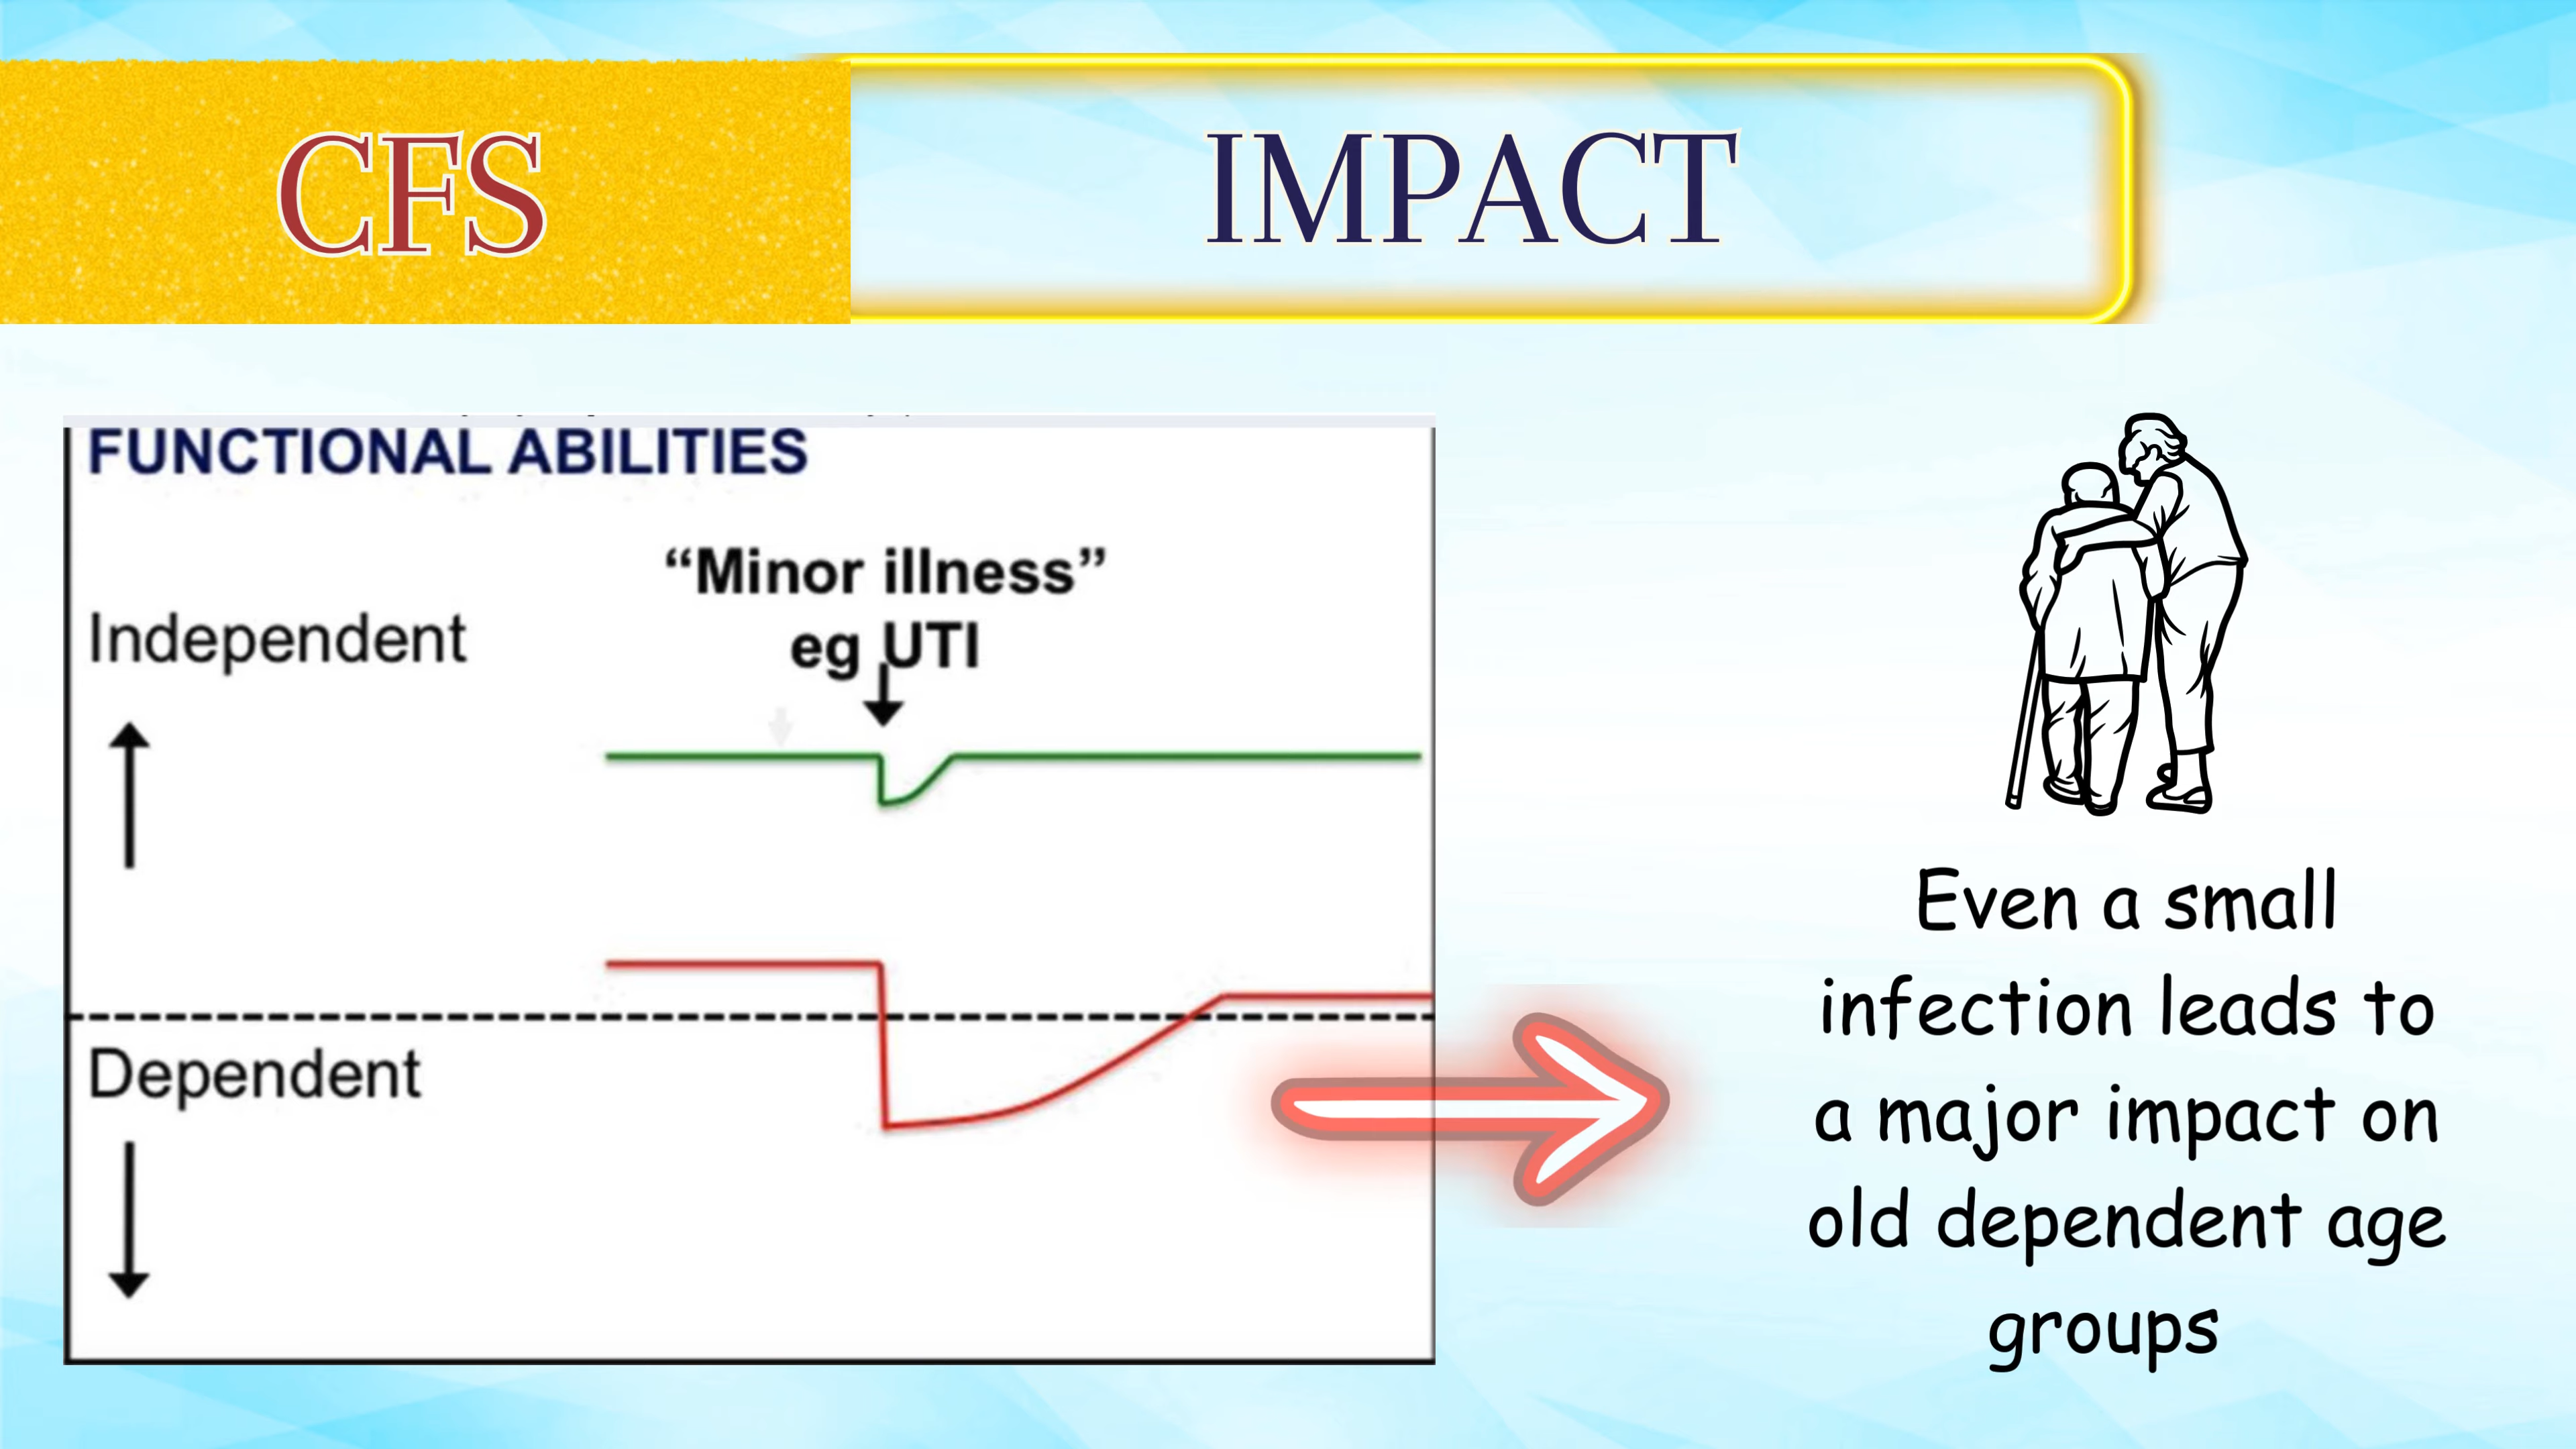 CFS
IMPACT
FUNCTIONAL ABILITIES
“Minor illness”
eg UTI
Independent
Dependent
Even a small
infection leads to
a major impact on
old dependent age
groups